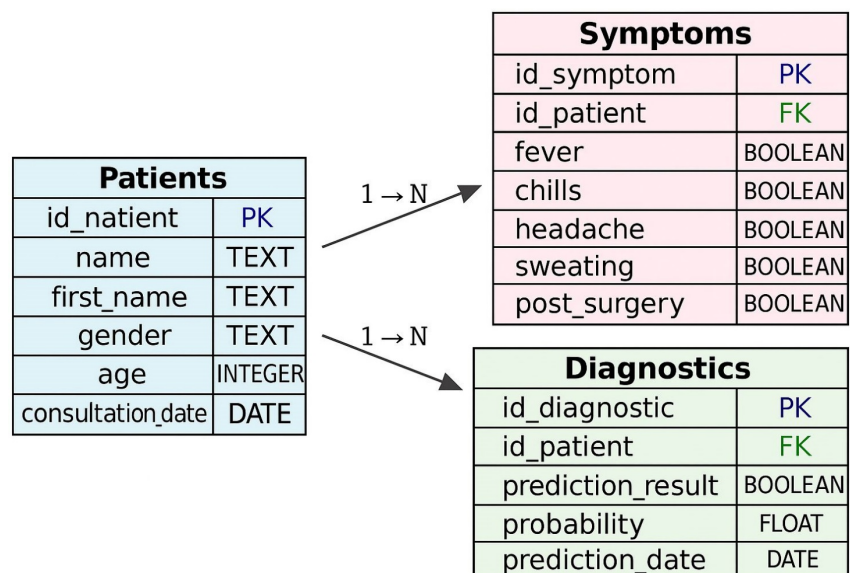 Patients
id_natient PK
name TEXT
first_name TEXT
gender TEXT
age INTEGER
consultation_date DATE
1 → N
1 → N
Symptoms
id_symptom PK
id_patient FK
fever BOOLEAN
chills BOOLEAN
headache BOOLEAN
sweating BOOLEAN
post_surgery BOOLEAN
Diagnostics
id_diagnostic PK
id_patient FK
prediction_result BOOLEAN
probability FLOAT
prediction_date DATE